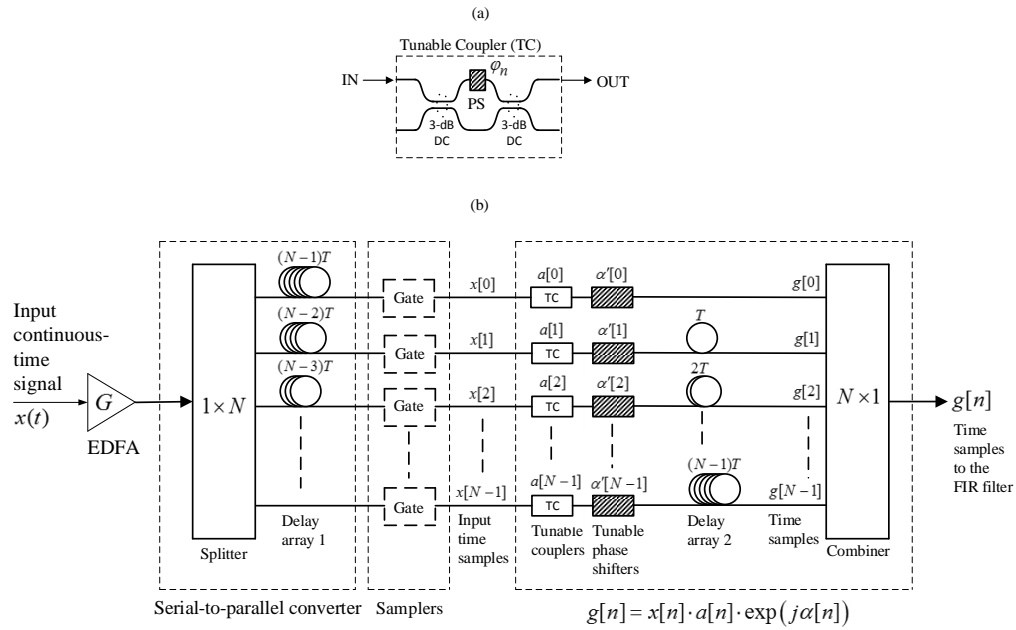 (a)
Tunable Coupler (TC)
φn
IN
OUT
PS
3-dB
DC
3-dB
DC
(b)
(N−1)T
(N−2)T
(N−3)T
Gate
Gate
Gate
Gate
x[0]
x[1]
x[2]
x[N−1]
a[0]
a[1]
a[2]
a[N−1]
TC
TC
TC
TC
α'[0]
α'[1]
α'[2]
α'[N−1]
T
2T
(N−1)T
g[0]
g[1]
g[2]
g[N−1]
Input
continuous-
time
signal
x(t)
G
EDFA
1×N
N×1
g[n]
Time
samples
to the
FIR filter
Splitter
Delay
array 1
Input
time
samples
Tunable
couplers
Tunable
phase
shifters
Delay
array 2
Time
samples
Combiner
Serial-to-parallel converter
Samplers
g[n] = x[n]·a[n]·exp(jα[n])